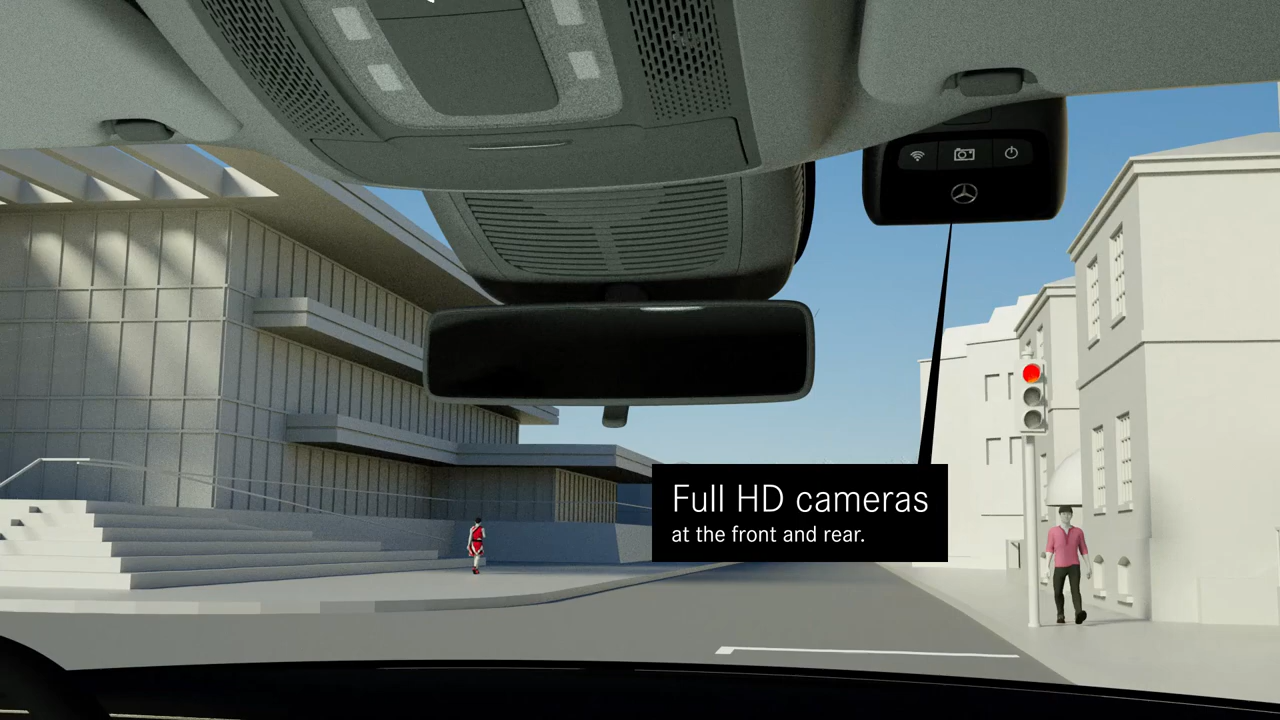 Full HD cameras
at the front and rear.